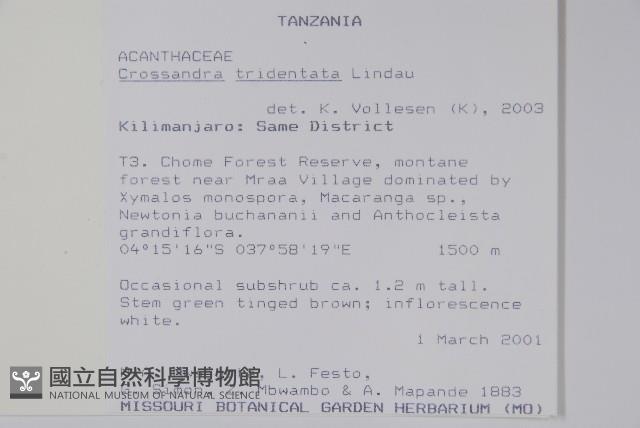 TANZANIA
ACANTHACEAE
Crossandra tridentata Lindau
det. K. Vollesen (K), 2003
Kilimanjaro: Same District
T3. Chome Forest Reserve, montane
forest near Mraa Village dominated by
Xymalos monospora, Macaranga sp.,
Newtonia buchananii and Anthocleista
grandiflora.
04°15'16"S 037°58'19"E 1500 m
Occasional subshrub ca. 1.2 m tall.
Stem green tinged brown; inflorescence
white.
1 March 2001
L. Festo,
Mbwambo & A. Mapande 1883
MISSOURI BOTANICAL GARDEN HERBARIUM (MO)
國立自然科學博物館
NATIONAL MUSEUM OF NATURAL SCIENCE